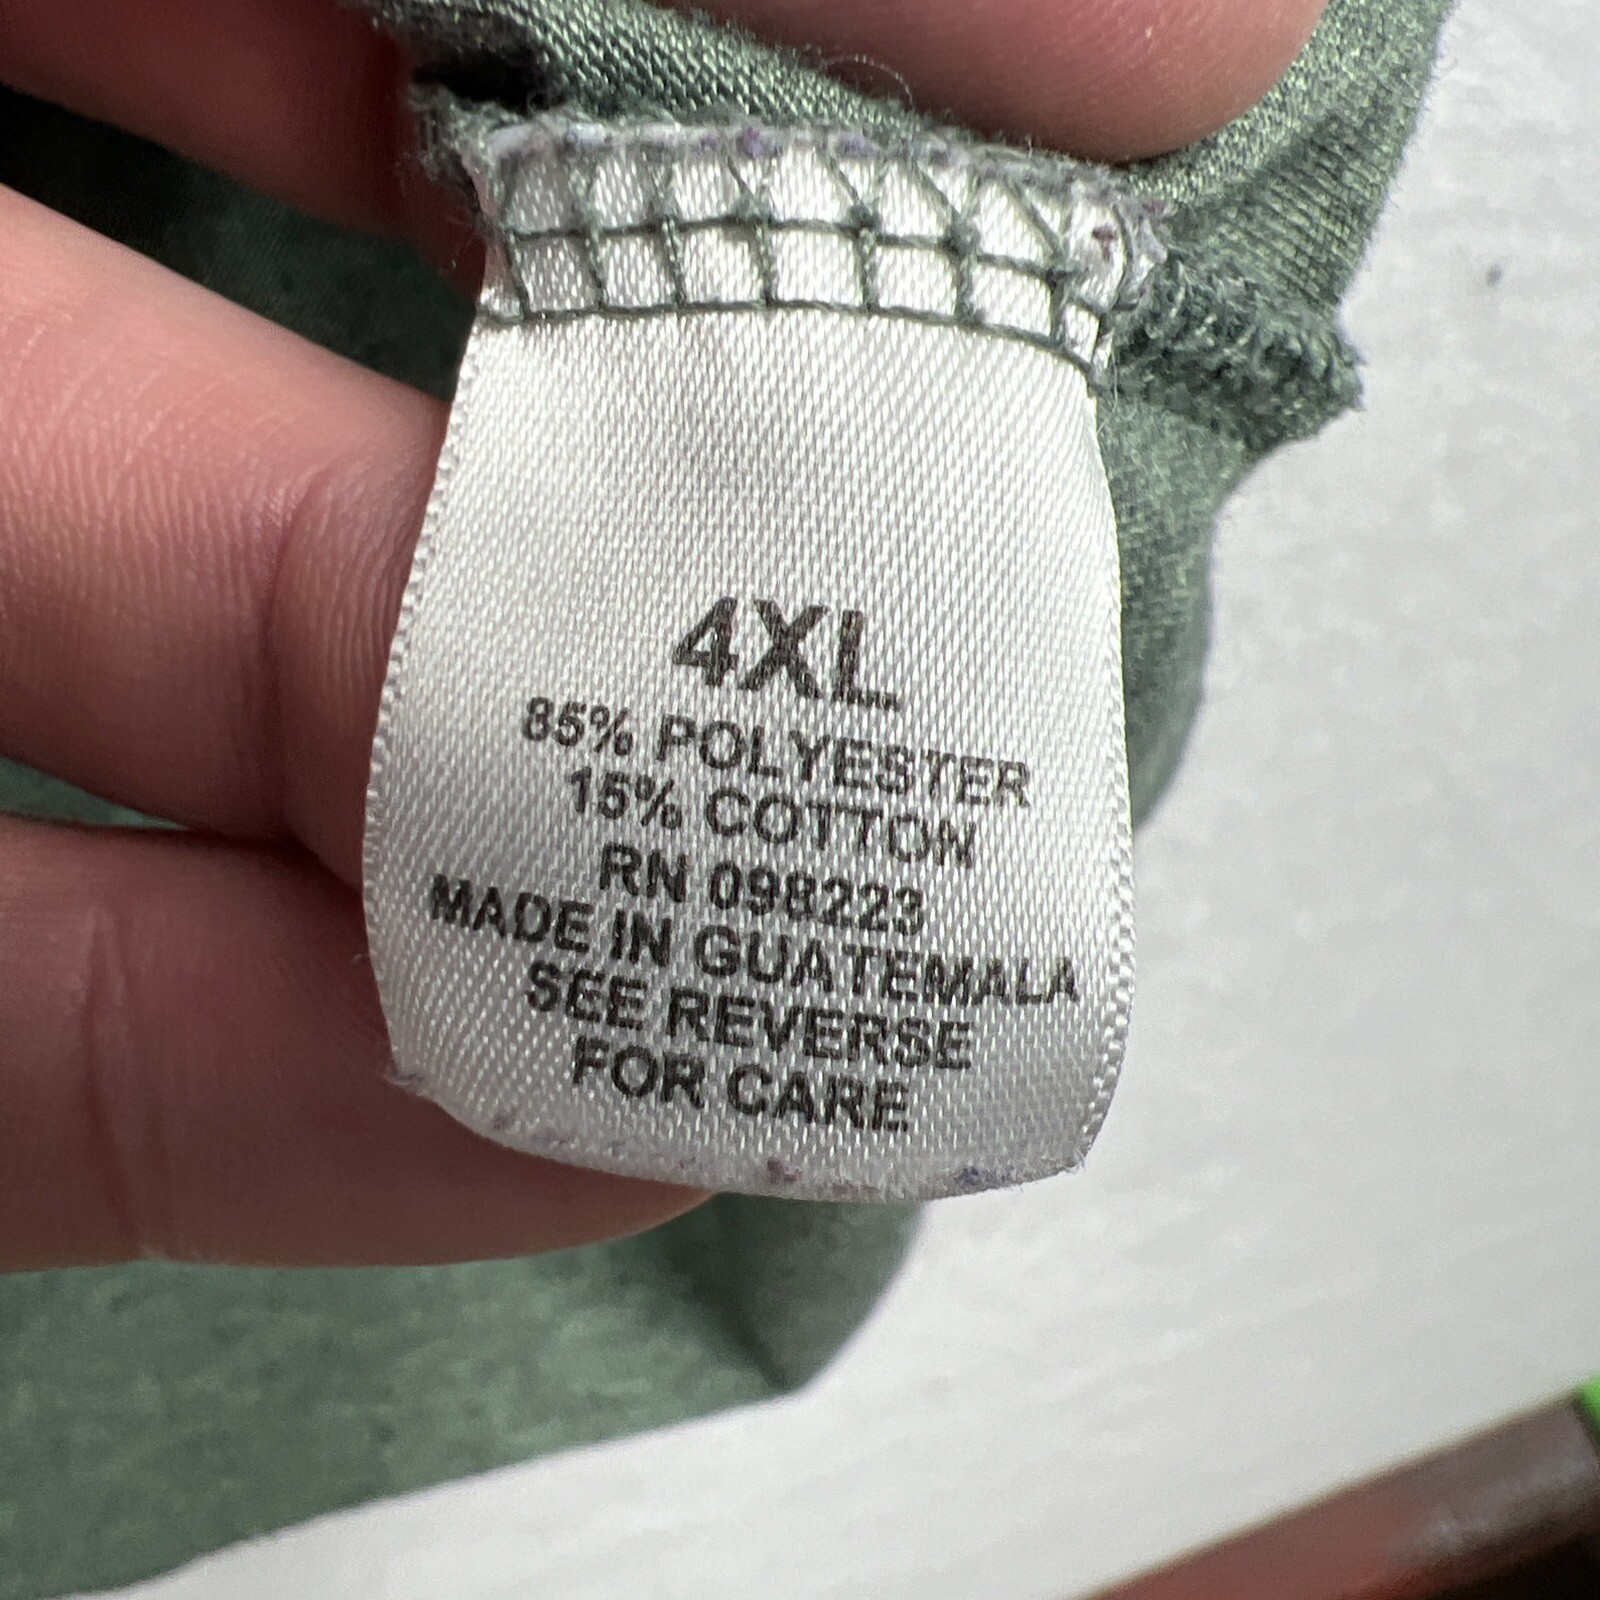 4XL
85% POLYESTER
15% COTTON
RN 098223
MADE IN GUATEMALA
SEE REVERSE
FOR CARE